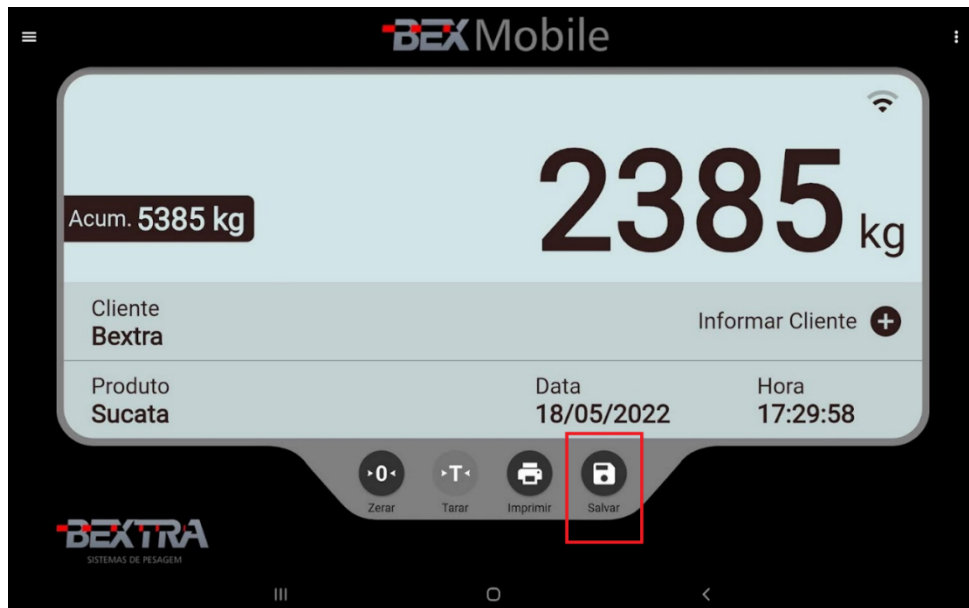 BEX Mobile
2385 kg
Acum. 5385 kg
Cliente
Bextra
Informar Cliente
Produto
Sucata
Data
18/05/2022
Hora
17:29:58
0
T
Zerar
Tarar
Imprimir
Salvar
BEXTRA
SISTEMAS DE PESAGEM